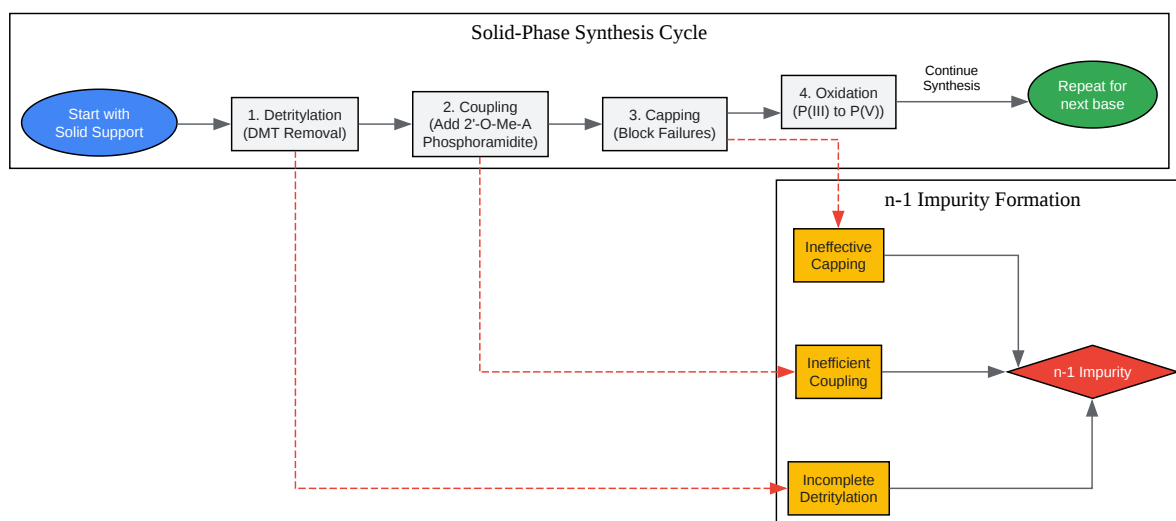 Solid-Phase Synthesis Cycle
Start with
Solid Support
1. Detritylation
(DMT Removal)
2. Coupling
(Add 2'-O-Me-A
Phosphoramidite)
3. Capping
(Block Failures)
4. Oxidation
(P(III) to P(V))
Continue
Synthesis
Repeat for
next base
n-1 Impurity Formation
Ineffective
Capping
Inefficient
Coupling
n-1 Impurity
Incomplete
Detritylation